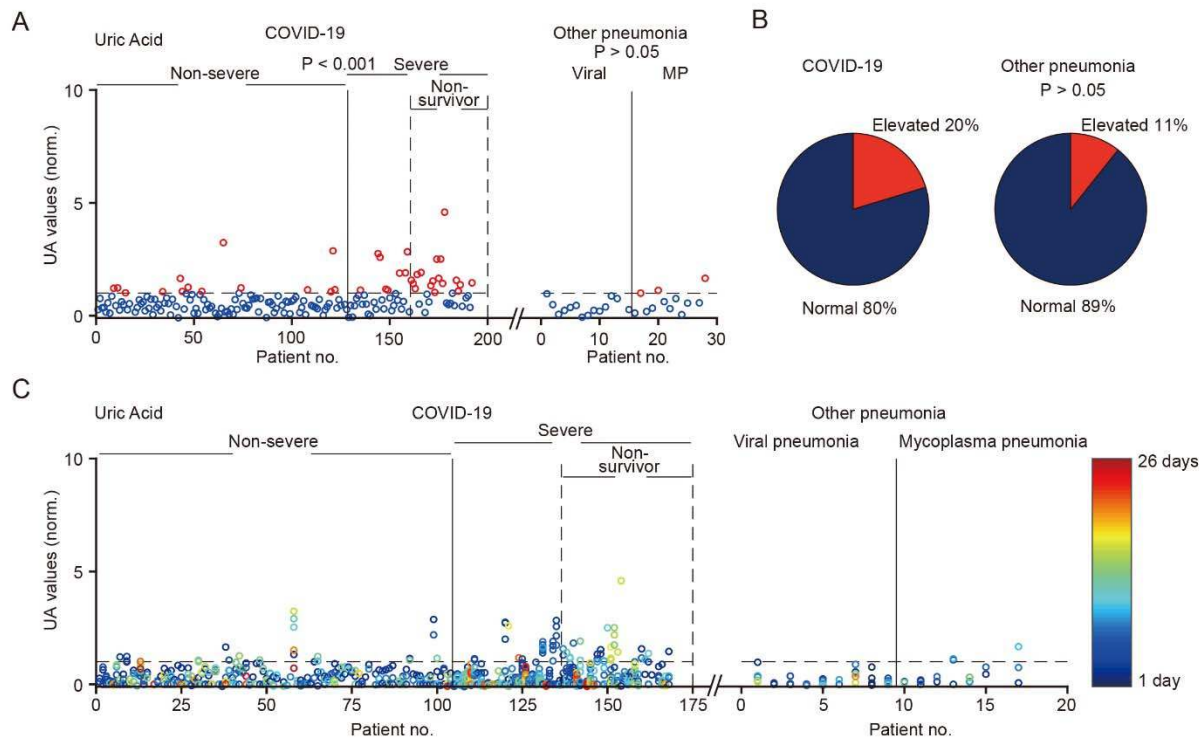 A
Uric Acid
COVID-19
Non-severe
P < 0.001
Severe
Non-
survivor
Other pneumonia
P > 0.05
Viral
MP
UA values (norm.)
10
5
0
0
50
100
150
200
Patient no.
0
10
20
30
Patient no.
B
COVID-19
Elevated 20%
Normal 80%
Other pneumonia
P > 0.05
Elevated 11%
Normal 89%
C
Uric Acid
COVID-19
Non-severe
Severe
Non-
survivor
Other pneumonia
Viral pneumonia
Mycoplasma pneumonia
UA values (norm.)
10
5
0
0
25
50
75
100
125
150
175
Patient no.
0
5
10
15
20
Patient no.
26 days
1 day